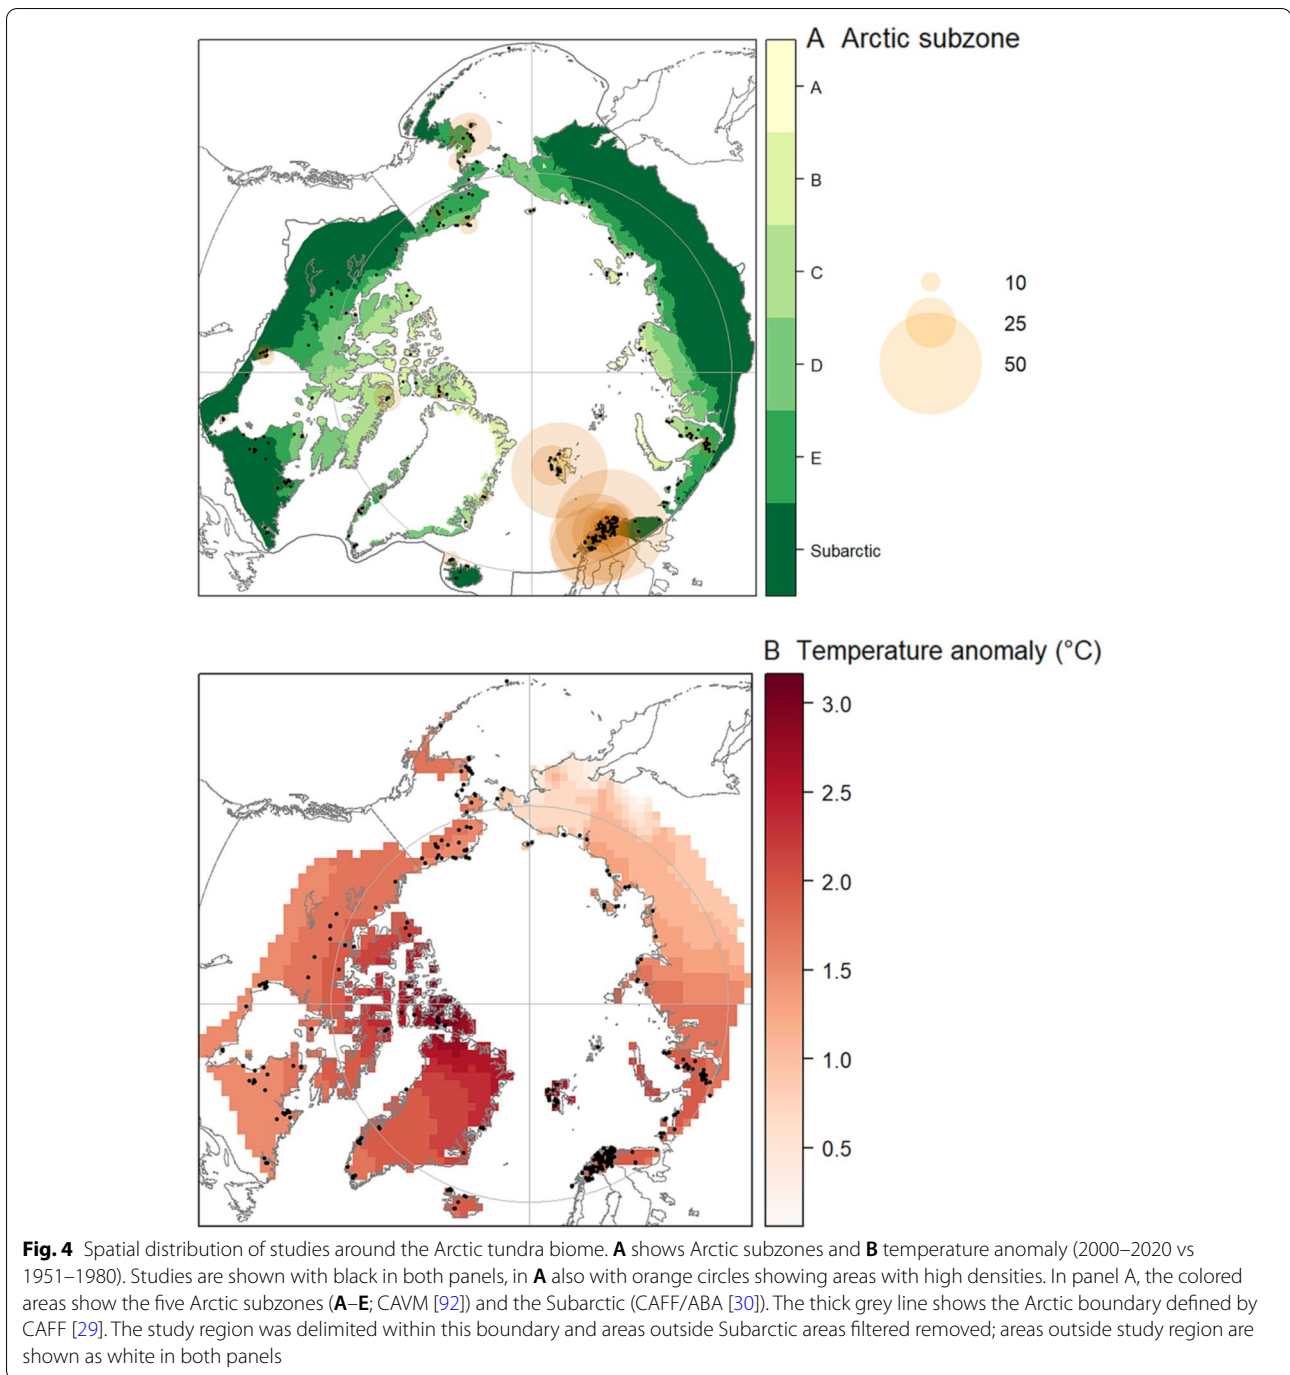 A Arctic subzone
A
B
C
D
E
Subarctic
10
25
50
B Temperature anomaly (°C)
3.0
2.5
2.0
1.5
1.0
0.5
Fig. 4 Spatial distribution of studies around the Arctic tundra biome. A shows Arctic subzones and B temperature anomaly (2000–2020 vs
1951–1980). Studies are shown with black in both panels, in A also with orange circles showing areas with high densities. In panel A, the colored
areas show the five Arctic subzones (A–E; CAVM [92]) and the Subarctic (CAFF/ABA [30]). The thick grey line shows the Arctic boundary defined by
CAFF [29]. The study region was delimited within this boundary and areas outside Subarctic areas filtered removed; areas outside study region are
shown as white in both panels